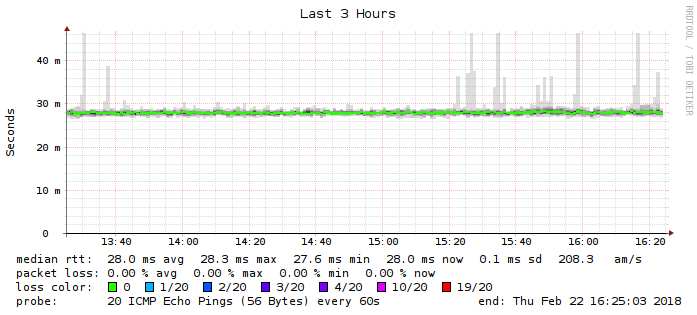 Last 3 Hours
RRDTOOL / TOBI OETIKER
Seconds
40 m
30 m
20 m
10 m
0
13:40 14:00 14:20 14:40 15:00 15:20 15:40 16:00 16:20
median rtt: 28.0 ms avg 28.3 ms max 27.6 ms min 28.0 ms now 0.1 ms sd 208.3 am/s
packet loss: 0.00 % avg 0.00 % max 0.00 % min 0.00 % now
loss color: 0 1/20 2/20 3/20 4/20 10/20 19/20
probe: 20 ICMP Echo Pings (56 Bytes) every 60s end: Thu Feb 22 16:25:03 2018